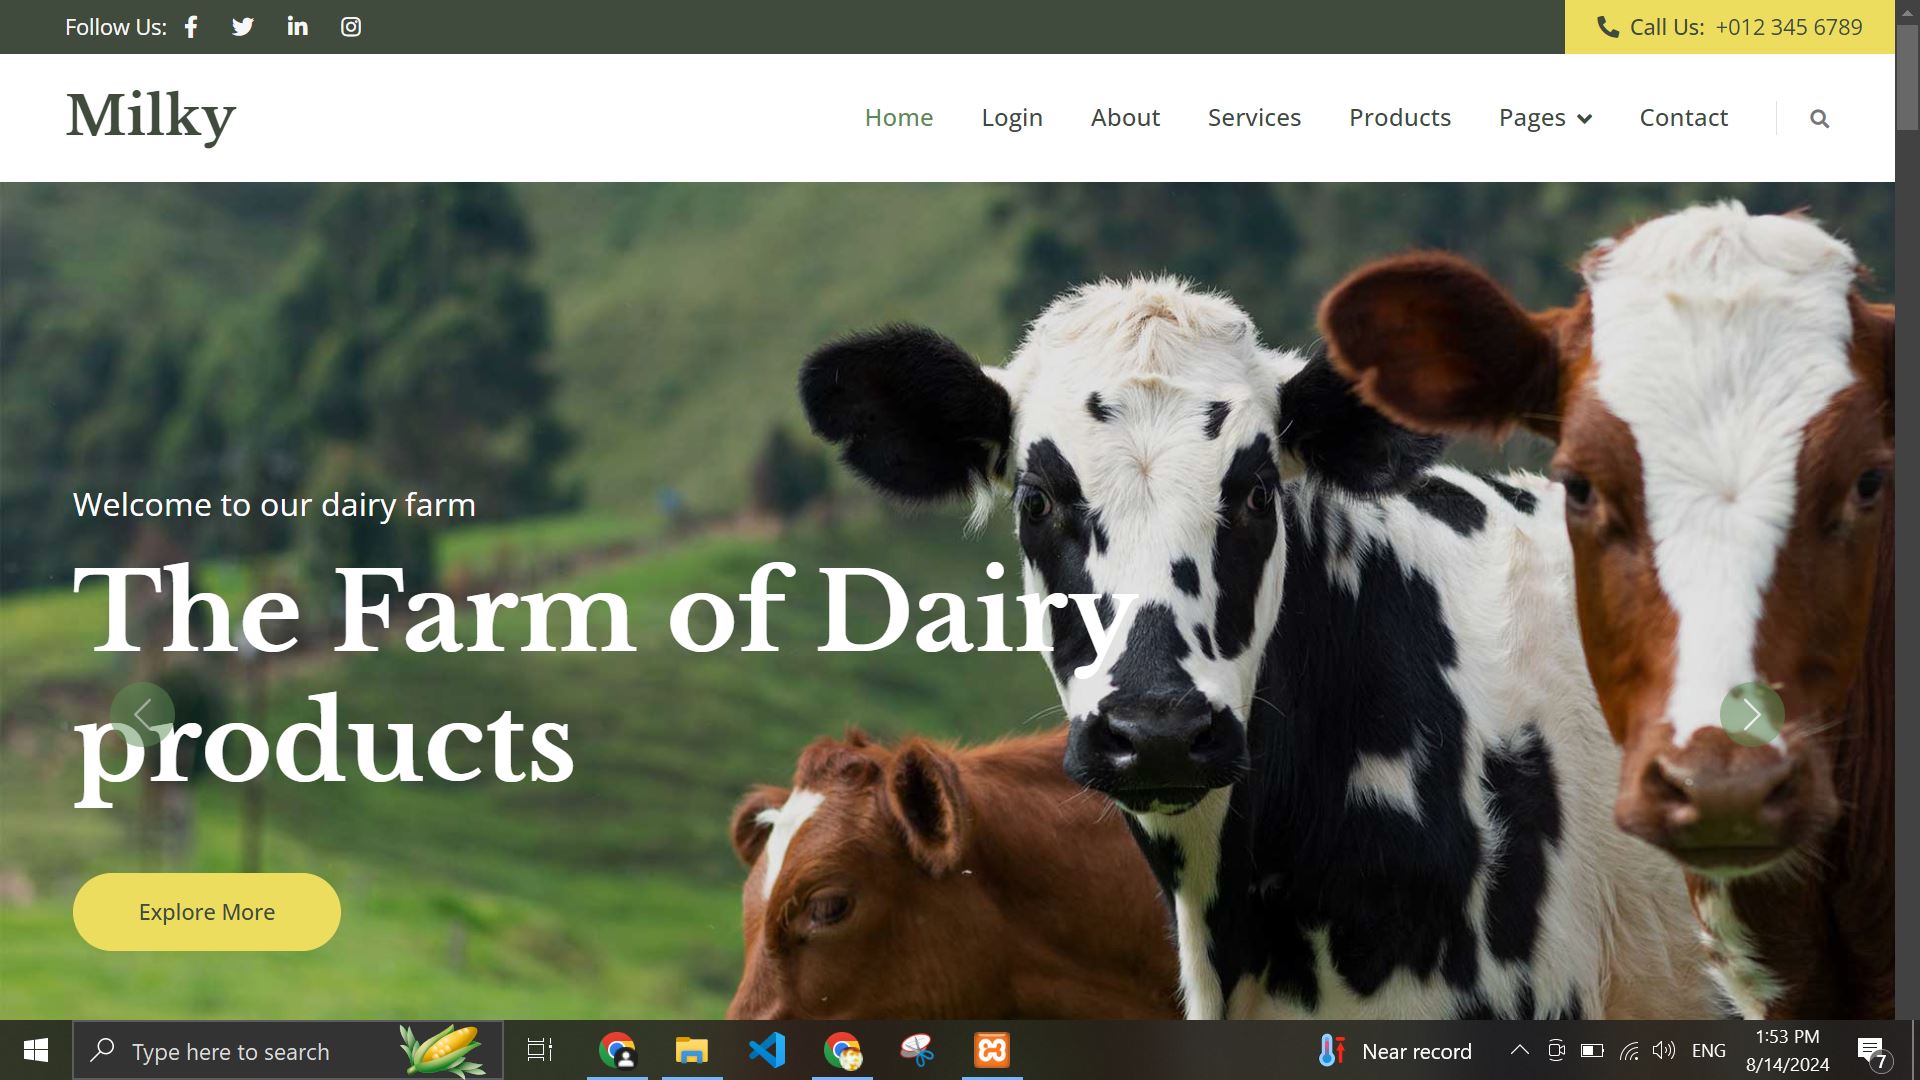 Follow Us:
Call Us: +012 345 6789
Milky
Home Login About Services Products Pages Contact
Welcome to our dairy farm
The Farm of Dairy
products
Explore More
Type here to search
Near record
ENG
1:53 PM
8/14/2024
7